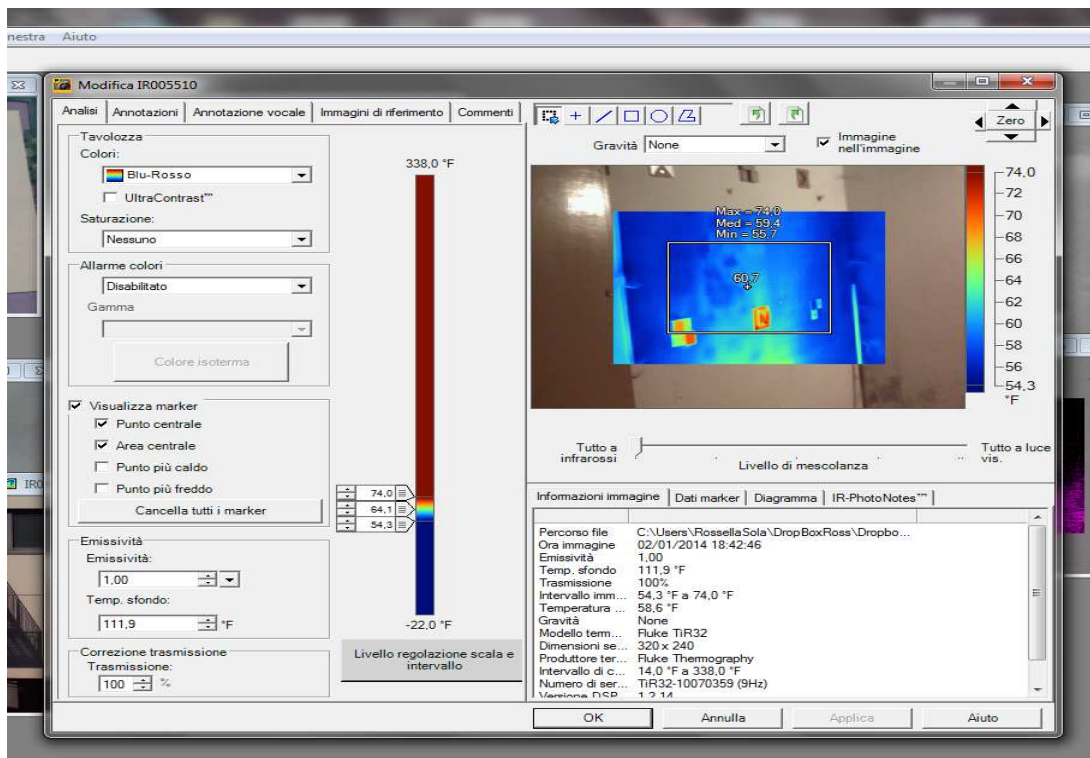 nestra Aiuto
Modifica IR005510
Analisi Annotazioni Annotazione vocale Immagini di riferimento Commenti
Tavolozza
Colori:
Blu-Rosso
UltraContrast™
Saturazione:
Nessuno
Allarme colori
Disabilitato
Gamma
Colore isoterma
Visualizza marker
Punto centrale
Area centrale
Punto più caldo
Punto più freddo
Cancella tutti i marker
Emissività
Emissività:
1,00
Temp. sfondo:
111,9 °F
Correzione trasmissione
Trasmissione:
100 %
338,0 °F
74,0
64,1
54,3
-22,0 °F
Livello regolazione scala e
intervallo
Zero
Gravità None
Immagine
nell'immagine
Max = 74,0
Med = 59,4
Min = 55,7
60,7
74,0
72
70
68
66
64
62
60
58
56
54,3
°F
Tutto a
infrarossi
Livello di mescolanza
Tutto a luce
vis.
Informazioni immagine Dati marker Diagramma IR-PhotoNotes™
Percorso file C:\Users\RossellaSola\DropBoxRoss\Dropbo...
Ora immagine 02/01/2014 18:42:46
Emissività 1,00
Temp. sfondo 111,9 °F
Trasmissione 100%
Intervallo imm... 54,3 °F a 74,0 °F
Temperatura ... 58,6 °F
Gravità None
Modello term... Fluke TiR32
Dimensioni se... 320 x 240
Produttore ter... Fluke Thermography
Intervallo di c... 14,0 °F a 338,0 °F
Numero di ser... TiR32-10070359 (9Hz)
Versione DSP 1.2.14
OK Annulla Applica Aiuto
IR0